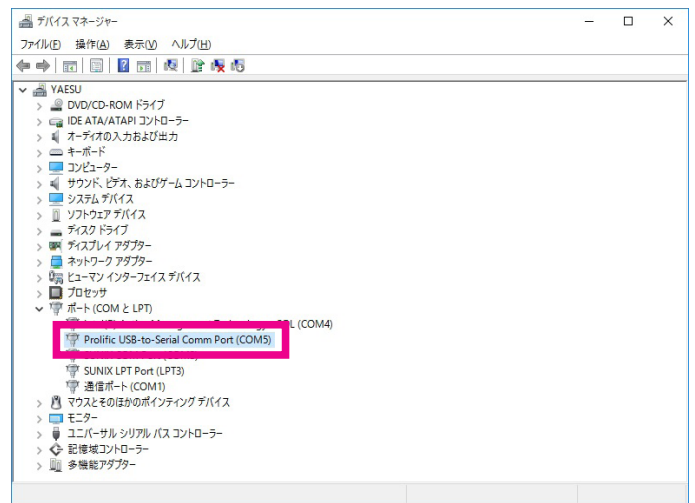 デバイス マネージャー
ファイル(F) 操作(A) 表示(V) ヘルプ(H)
YAESU
DVD/CD-ROM ドライブ
IDE ATA/ATAPI コントローラー
オーディオの入力および出力
キーボード
コンピューター
サウンド、ビデオ、およびゲーム コントローラー
システム デバイス
ソフトウェア デバイス
ディスク ドライブ
ディスプレイ アダプター
ネットワーク アダプター
ヒューマン インターフェイス デバイス
プロセッサ
ポート (COM と LPT)
(COM4)
Prolific USB-to-Serial Comm Port (COM5)
SUNIX LPT Port (LPT3)
通信ポート (COM1)
マウスとそのほかのポインティング デバイス
モニター
ユニバーサル シリアル バス コントローラー
記憶域コントローラー
多機能アダプター